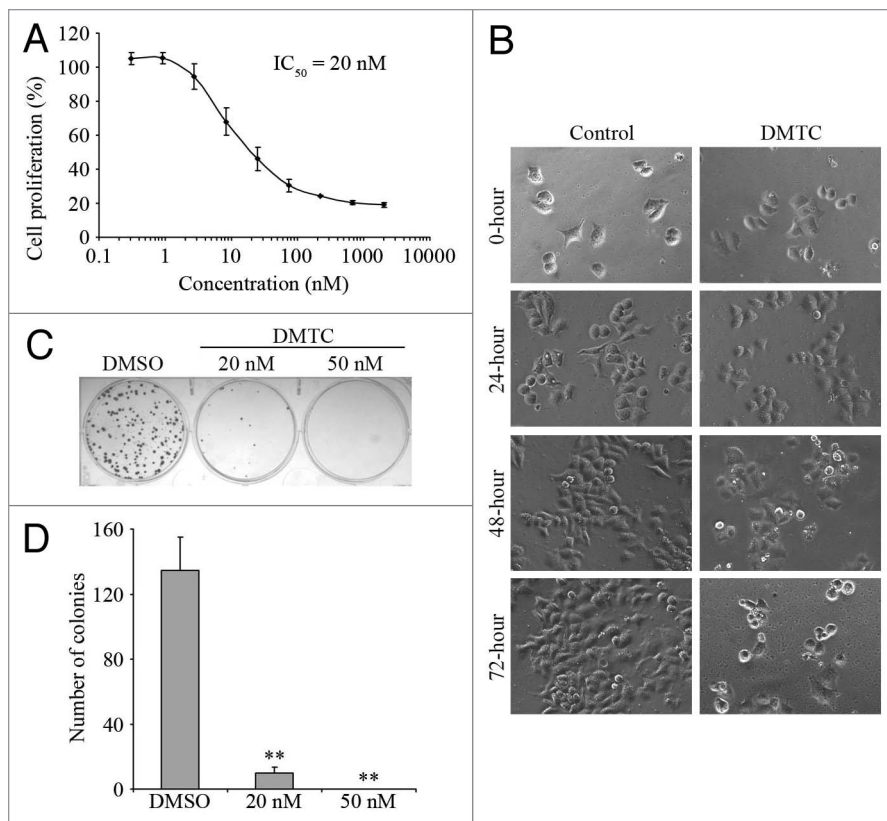 A
120
100
80
60
40
20
0
0.1 1 10 100 1000 10000
Cell proliferation (%)
Concentration (nM)
IC50 = 20 nM
B
Control DMTC
0-hour
24-hour
48-hour
72-hour
C
DMTC
DMSO 20 nM 50 nM
D
160
120
80
40
0
Number of colonies
** **
DMSO 20 nM 50 nM